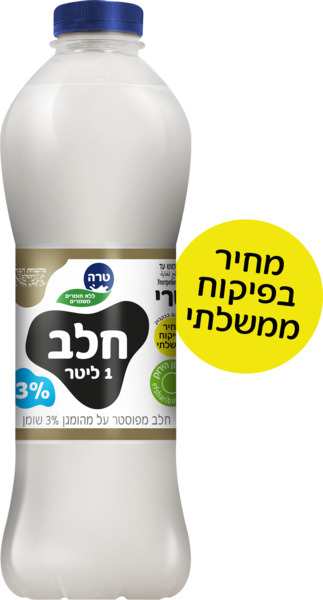 טרה
ללא חומרים
משמרים
חלב
1 ליטר
3%
חלב מפוסטר על מהומגן 3% שומן
מחיר
בפיקוח
ממשלתי